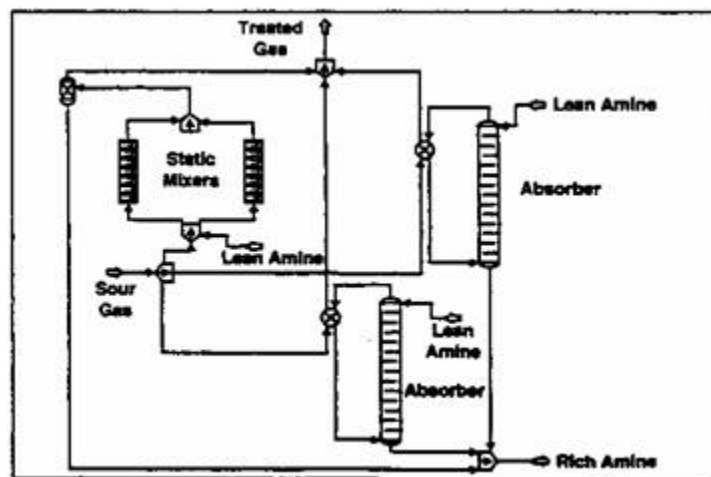 Treated
Gas
Lean Amine
Static
Mixers
Absorber
Lean Amine
Sour
Gas
Lean
Amine
Absorber
Rich Amine